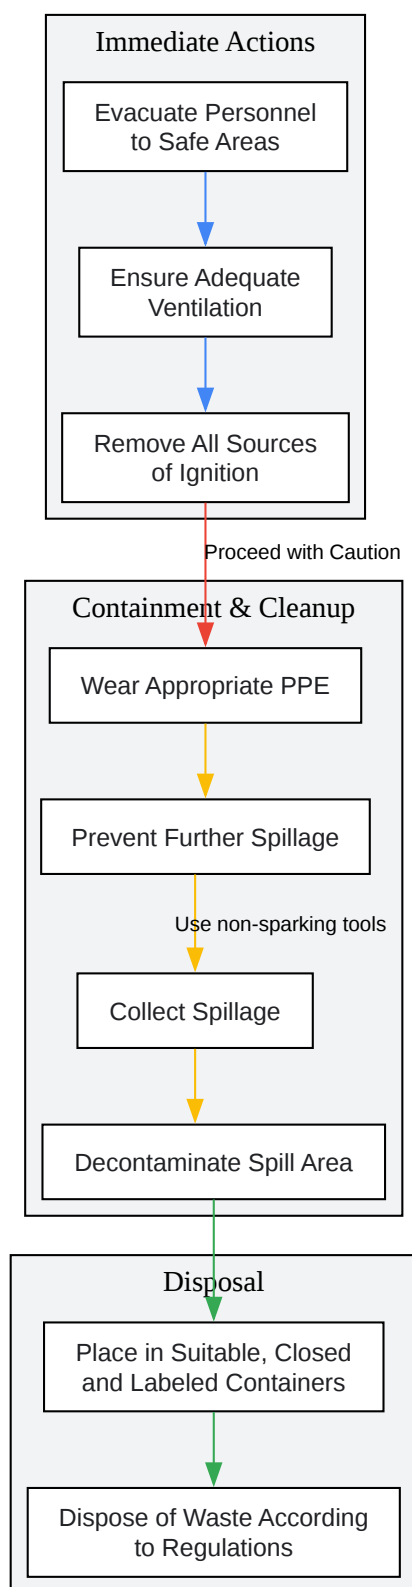 Immediate Actions
Evacuate Personnel
to Safe Areas
Ensure Adequate
Ventilation
Remove All Sources
of Ignition
Proceed with Caution
Containment & Cleanup
Wear Appropriate PPE
Prevent Further Spillage
Use non-sparking tools
Collect Spillage
Decontaminate Spill Area
Disposal
Place in Suitable, Closed
and Labeled Containers
Dispose of Waste According
to Regulations